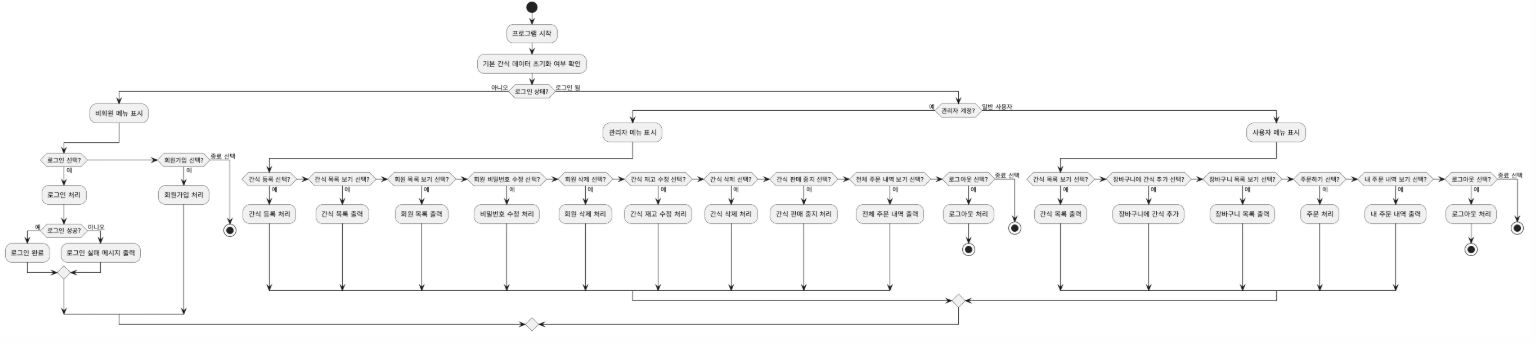 프로그램 시작
기본 간식 데이터 초기화 여부 확인
아니오 로그인 상태? 로그인 됨
비회원 메뉴 표시
예 관리자 계정? 일반 사용자
관리자 메뉴 표시
사용자 메뉴 표시
로그인 선택?
예
회원가입 선택?
예
종료 선택
로그인 처리
회원가입 처리
예 로그인 성공? 아니오
로그인 완료
로그인 실패 메시지 출력
간식 등록 선택?
예
간식 목록 보기 선택?
예
회원 목록 보기 선택?
예
회원 비밀번호 수정 선택?
예
회원 삭제 선택?
예
간식 재고 수정 선택?
예
간식 삭제 선택?
예
간식 판매 중지 선택?
예
전체 주문 내역 보기 선택?
예
로그아웃 선택?
예
종료 선택
간식 등록 처리
간식 목록 출력
회원 목록 출력
비밀번호 수정 처리
회원 삭제 처리
간식 재고 수정 처리
간식 삭제 처리
간식 판매 중지 처리
전체 주문 내역 출력
로그아웃 처리
간식 목록 보기 선택?
예
장바구니에 간식 추가 선택?
예
장바구니 목록 보기 선택?
예
주문하기 선택?
예
내 주문 내역 보기 선택?
예
로그아웃 선택?
예
종료 선택
간식 목록 출력
장바구니에 간식 추가
장바구니 목록 출력
주문 처리
내 주문 내역 출력
로그아웃 처리